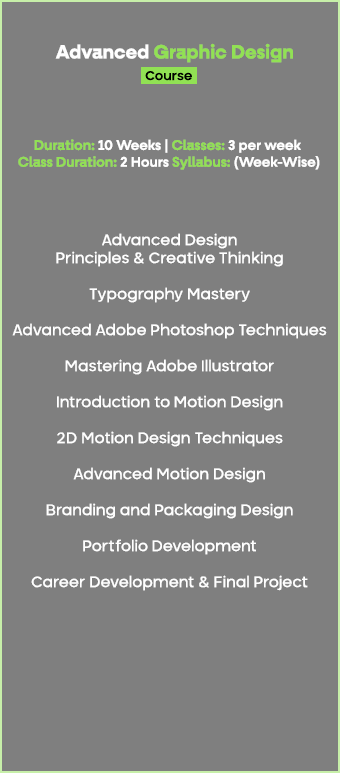 Advanced Graphic Design
Course
Duration: 10 Weeks | Classes: 3 per week
Class Duration: 2 Hours Syllabus: (Week-Wise)
Advanced Design
Principles & Creative Thinking
Typography Mastery
Advanced Adobe Photoshop Techniques
Mastering Adobe Illustrator
Introduction to Motion Design
2D Motion Design Techniques
Advanced Motion Design
Branding and Packaging Design
Portfolio Development
Career Development & Final Project